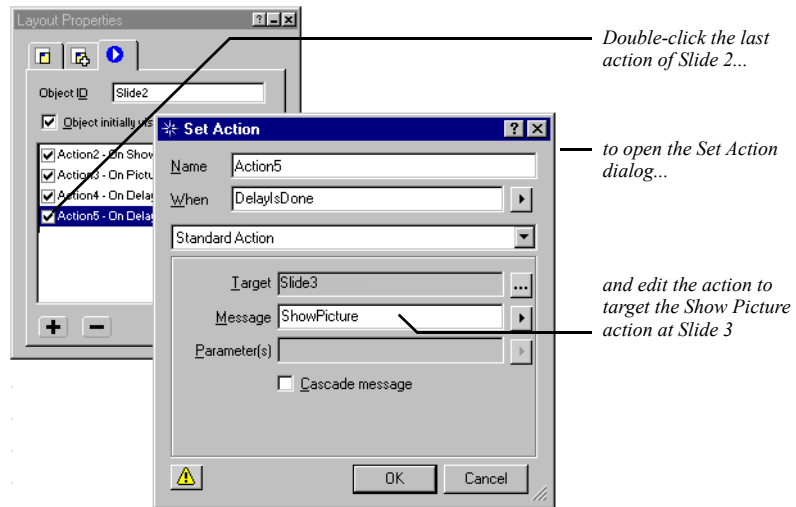 Layout Properties
Object ID Slide2
Object initially vis
Action2 - On Show
Action3 - On Pictu
Action4 - On Delay
Action5 - On Delay
Set Action
Name Action5
When DelayIsDone
Standard Action
Target Slide3
...
Message ShowPicture
Parameter(s)
Cascade message
OK Cancel
Double-click the last
action of Slide 2...
to open the Set Action
dialog...
and edit the action to
target the Show Picture
action at Slide 3